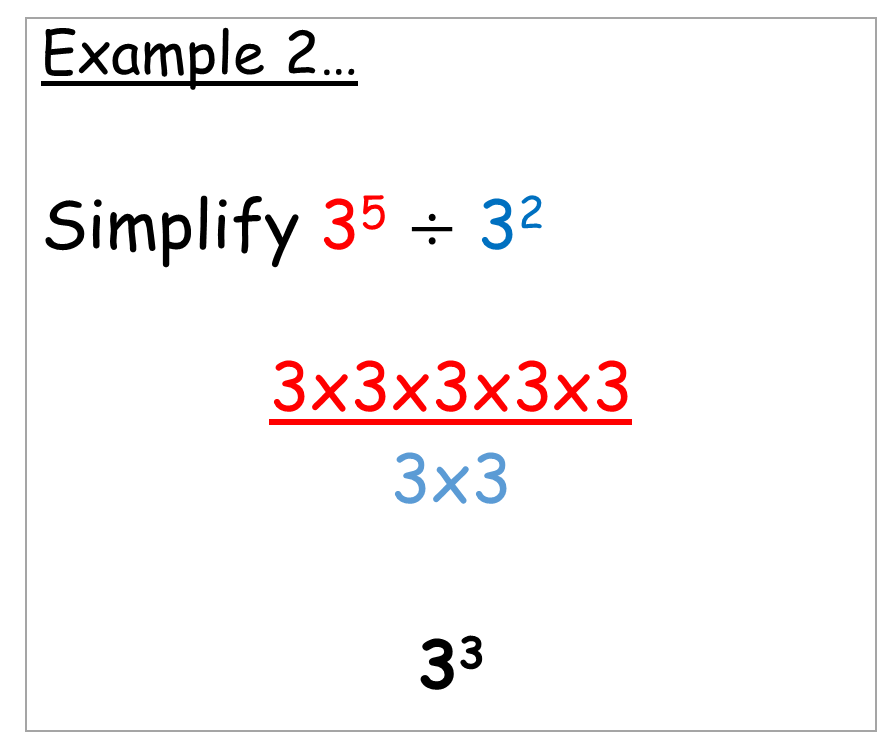 Example 2...
Simplify 3⁵ ÷ 3²
3x3x3x3x3
3x3
3³